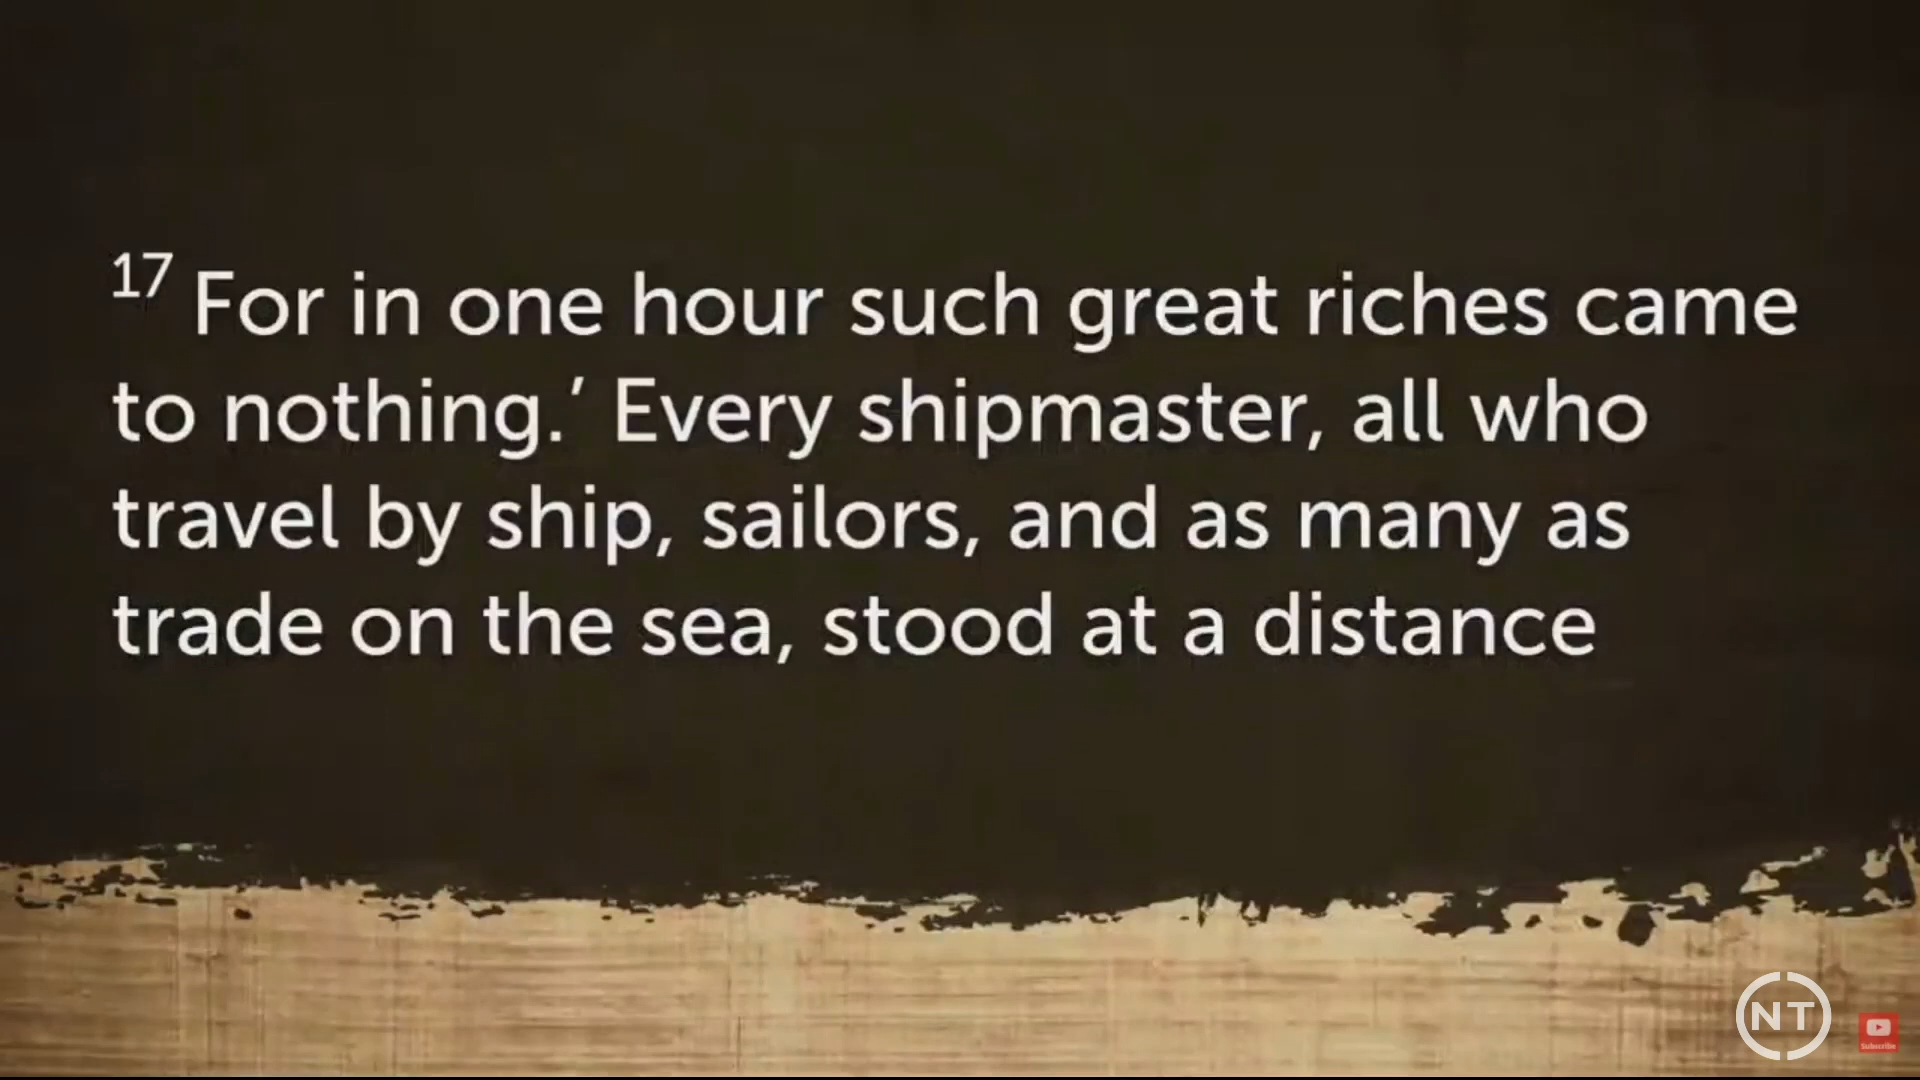 17 For in one hour such great riches came
to nothing.’ Every shipmaster, all who
travel by ship, sailors, and as many as
trade on the sea, stood at a distance
NT
Subscribe